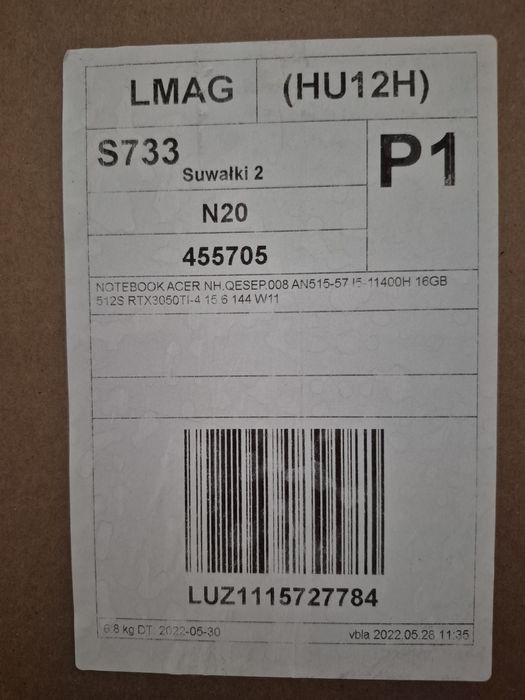 LMAG (HU12H)
S733 Suwałki 2
P1
N20
455705
NOTEBOOK ACER NH.QESEP.008 AN515-57 I5-11400H 16GB
512S RTX3050TI-4 15.6 144 W11
LUZ1115727784
6.8 kg DT: 2022-05-30 vbla 2022.05.28 11:35